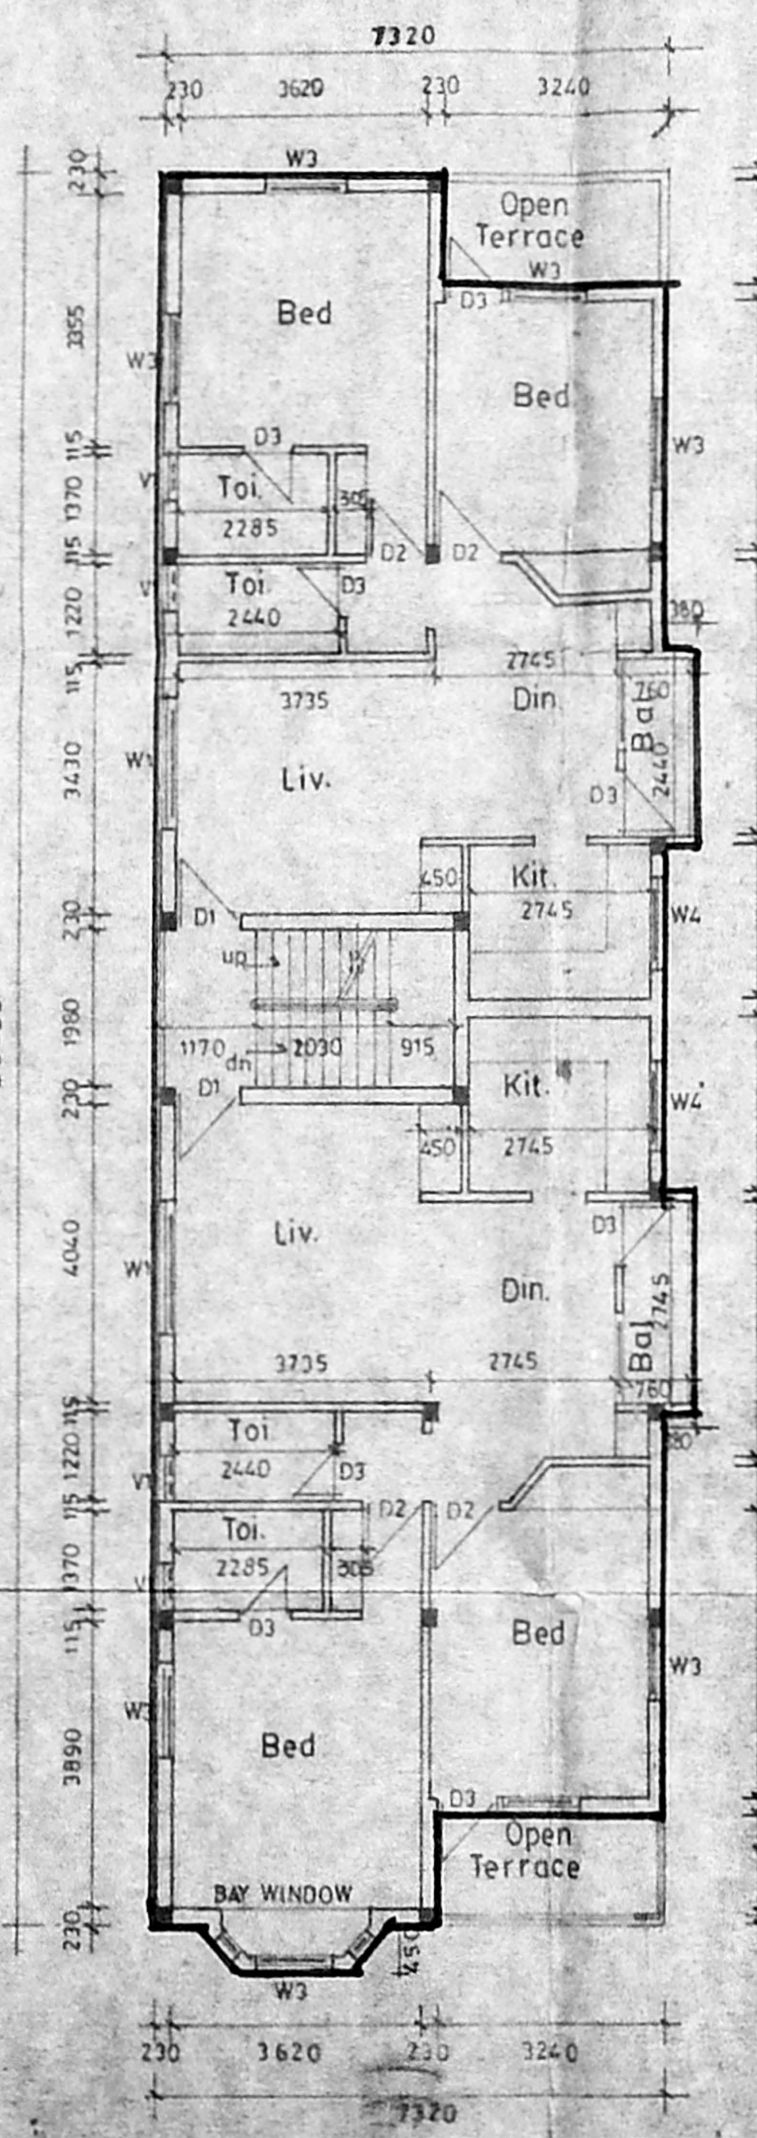 7320
230 3620 230 3240
230
W3
Open
Terrace
W3
D3
Bed
3355
W3
Bed
W3
D3
115
Toi.
305
1370
2285
115
D2
D2
Toi.
D3
1220
2440
380
115
2745
3735
Din.
760
Bal
2440
W1
3430
Liv.
D3
450
Kit.
2745
D1
230
W4
up
1980
1170
dn
2030
915
Kit.
230
D1
W4
450
2745
Liv.
D3
4040
W1
Din.
2745
Bal
3735
2745
760
115
Toi
1220
2440
D3
115
D2
D2
Toi.
1370
2285
305
115
D3
Bed
W3
W3
Bed
3890
D3
Open
Terrace
BAY WINDOW
230
450
W3
230 3620 230 3240
7320